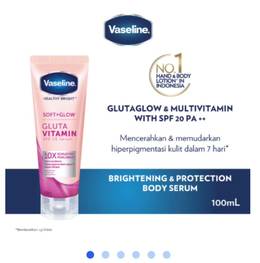 Vaseline
Vaseline
HEALTHY BRIGHT
SOFT+GLOW
GLUTA
VITAMIN
10X
NO.1
HAND & BODY
LOTION
IN
INDONESIA
GLUTAGLOW & MULTIVITAMIN
WITH SPF 20 PA ++
Mencerahkan & memudarkan
hiperpigmentasi kulit dalam 7 hari*
BRIGHTENING & PROTECTION
BODY SERUM
100mL